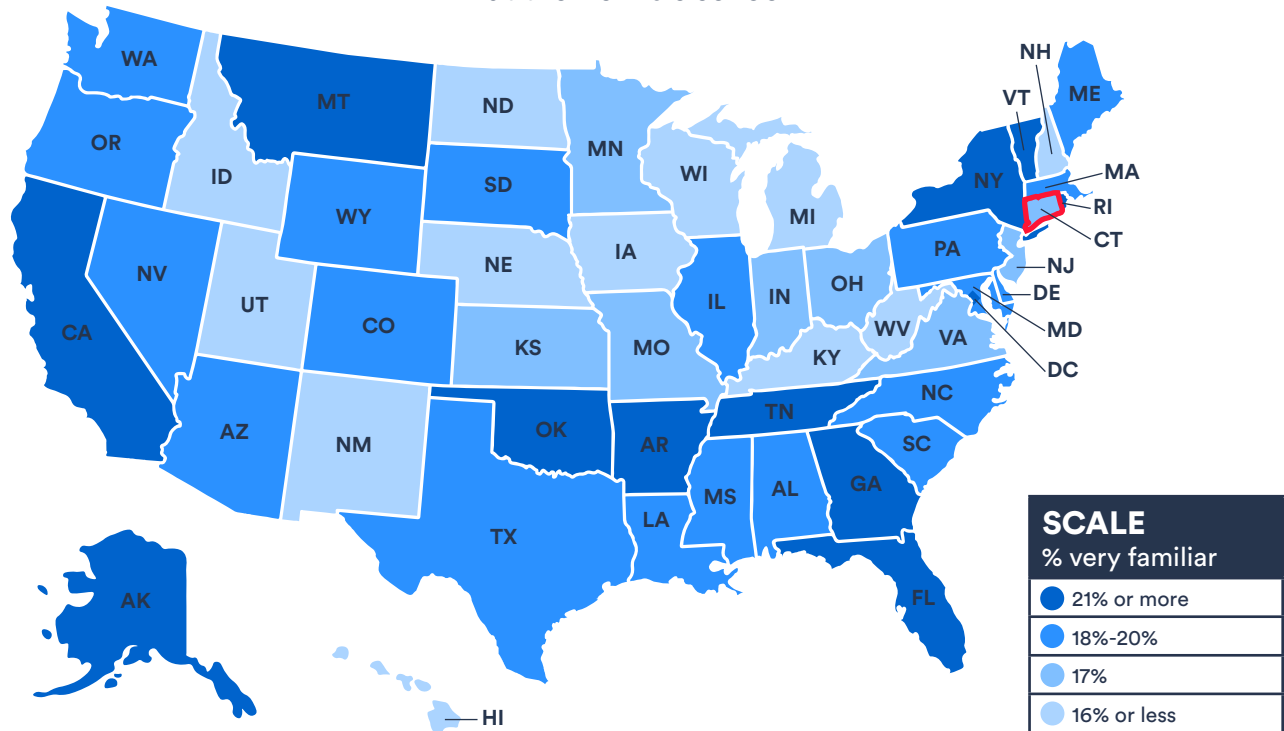 WA
MT
ND
MN
NH
VT
ME
OR
ID
WY
SD
WI
MI
NY
MA
RI
CT
NV
UT
CO
NE
IA
IL
IN
OH
PA
NJ
DE
MD
DC
CA
KS
MO
KY
WV
VA
AZ
NM
OK
AR
TN
NC
SC
TX
LA
MS
AL
GA
FL
AK
HI
SCALE
% very familiar
21% or more
18%-20%
17%
16% or less